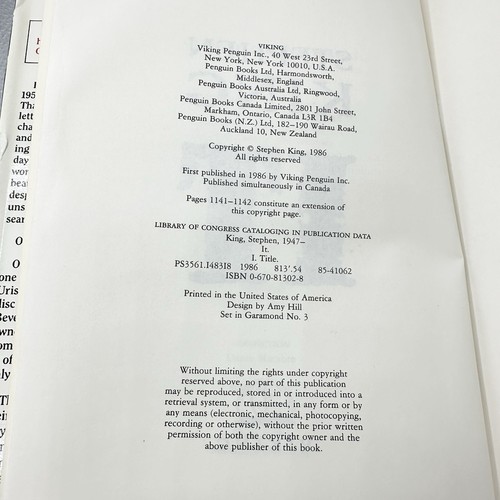 VIKING
Viking Penguin Inc., 40 West 23rd Street,
New York, New York 10010, U.S.A.
Penguin Books Ltd, Harmondsworth,
Middlesex, England
Penguin Books Australia Ltd, Ringwood,
Victoria, Australia
Penguin Books Canada Limited, 2801 John Street,
Markham, Ontario, Canada L3R 1B4
Penguin Books (N.Z.) Ltd, 182–190 Wairau Road,
Auckland 10, New Zealand
Copyright © Stephen King, 1986
All rights reserved
First published in 1986 by Viking Penguin Inc.
Published simultaneously in Canada
Pages 1141–1142 constitute an extension of
this copyright page.
LIBRARY OF CONGRESS CATALOGING IN PUBLICATION DATA
King, Stephen, 1947–
It.
I. Title.
PS3561.I483I8 1986 813'.54 85-41062
ISBN 0-670-81302-8
Printed in the United States of America
Design by Amy Hill
Set in Garamond No. 3
Without limiting the rights under copyright
reserved above, no part of this publication
may be reproduced, stored in or introduced into a
retrieval system, or transmitted, in any form or by
any means (electronic, mechanical, photocopying,
recording or otherwise), without the prior written
permission of both the copyright owner and the
above publisher of this book.